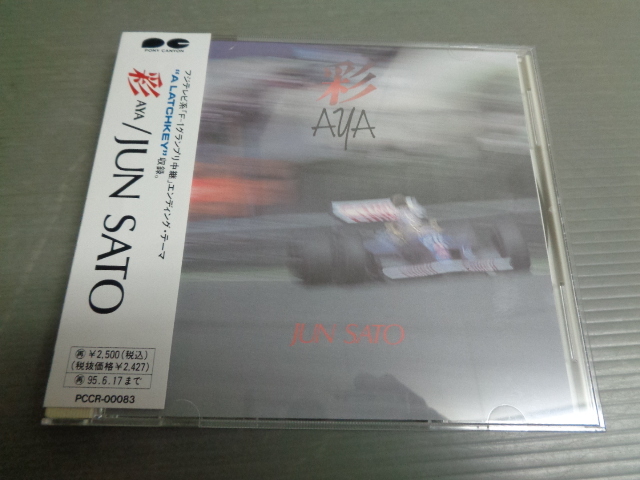 PONY CANYON
フジテレビ系「F-1グランプリ中継」エンディング・テーマ
"A LATCHKEY"収録。
彩 AYA/JUN SATO
再 ¥2,500(税込)
(税抜価格¥2,427)
再 95.6.17まで
PCCR-00083
彩
AYA
JUN SATO